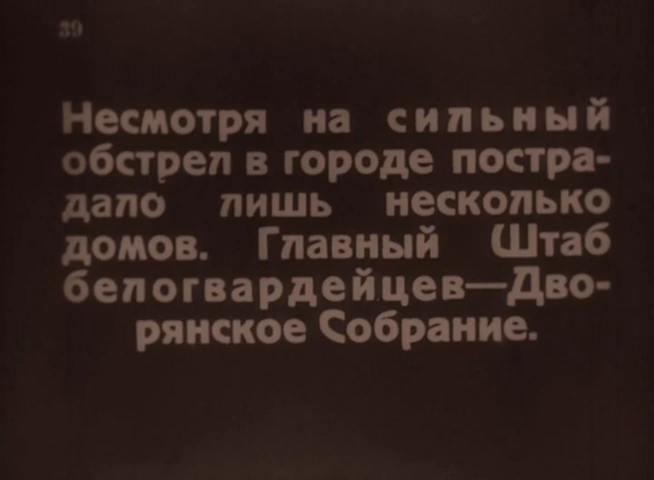 39
Несмотря на сильный
обстрел в городе постра-
дало лишь несколько
домов. Главный Штаб
белогвардейцев—Дво-
рянское Собрание.